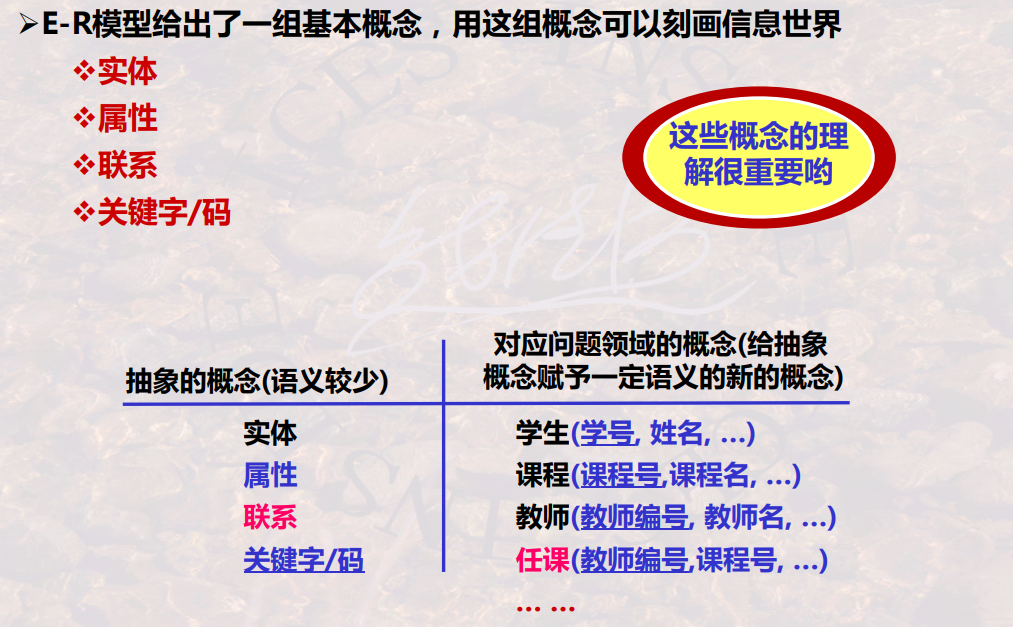 ➢E-R模型给出了一组基本概念，用这组概念可以刻画信息世界
❖实体
❖属性
❖联系
❖关键字/码
这些概念的理
解很重要哟
抽象的概念(语义较少)
对应问题领域的概念(给抽象
概念赋予一定语义的新的概念)
实体
学生(学号, 姓名, …)
属性
课程(课程号,课程名, …)
联系
教师(教师编号, 教师名, …)
关键字/码
任课(教师编号,课程号, …)
… …